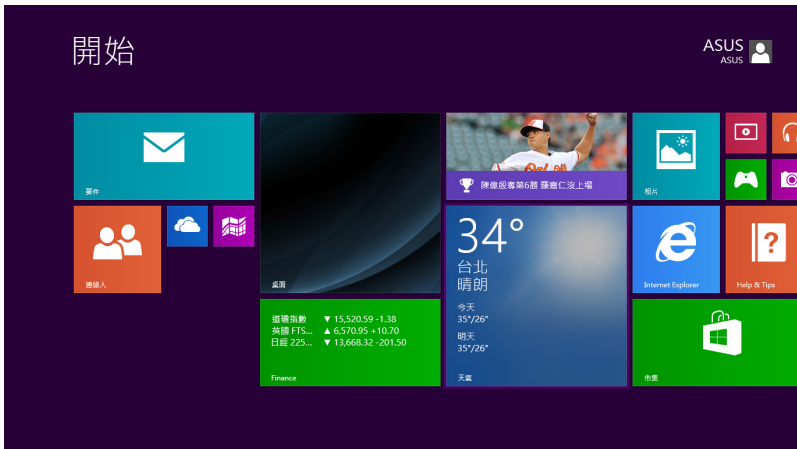 開始
ASUS
ASUS
郵件
連絡人
桌面
道瓊指數 ▼ 15,520.59 -1.38
英國 FTS... ▲ 6,570.95 +10.70
日經 225... ▼ 13,668.32 -201.50
Finance
陳偉殷奪第6勝 羅嘉仁沒上場
34°
台北
晴朗
今天
35°/26°
明天
35°/26°
天氣
相片
Internet Explorer
Help & Tips
市集